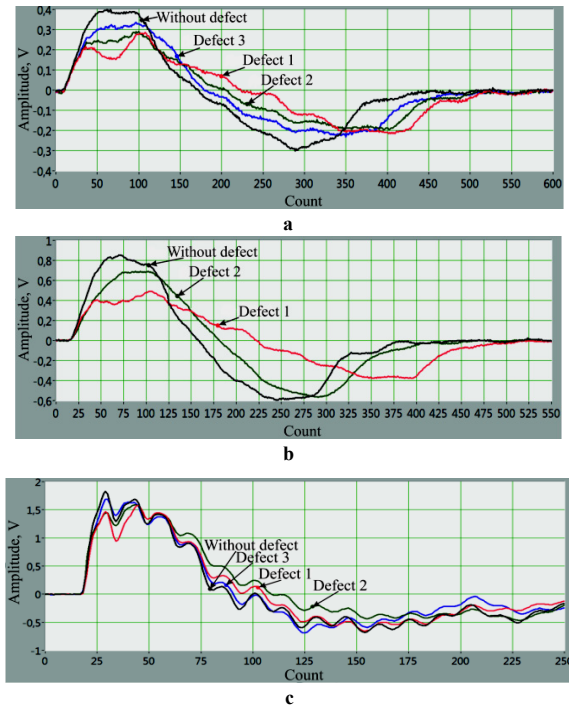 Amplitude, V
0,4
0,3
0,2
0,1
0
-0,1
-0,2
-0,3
-0,4
Without defect
Defect 3
Defect 1
Defect 2
0 50 100 150 200 250 300 350 400 450 500 550 600
Count
a
Amplitude, V
1
0,8
0,6
0,4
0,2
0
-0,2
-0,4
-0,6
Without defect
Defect 2
Defect 1
0 25 50 75 100 125 150 175 200 225 250 275 300 325 350 375 400 425 450 475 500 525 550
Count
b
Amplitude, V
2
1,5
1
0,5
0
-0,5
-1
Without defect
Defect 3
Defect 1
Defect 2
0 25 50 75 100 125 150 175 200 225 250
Count
c